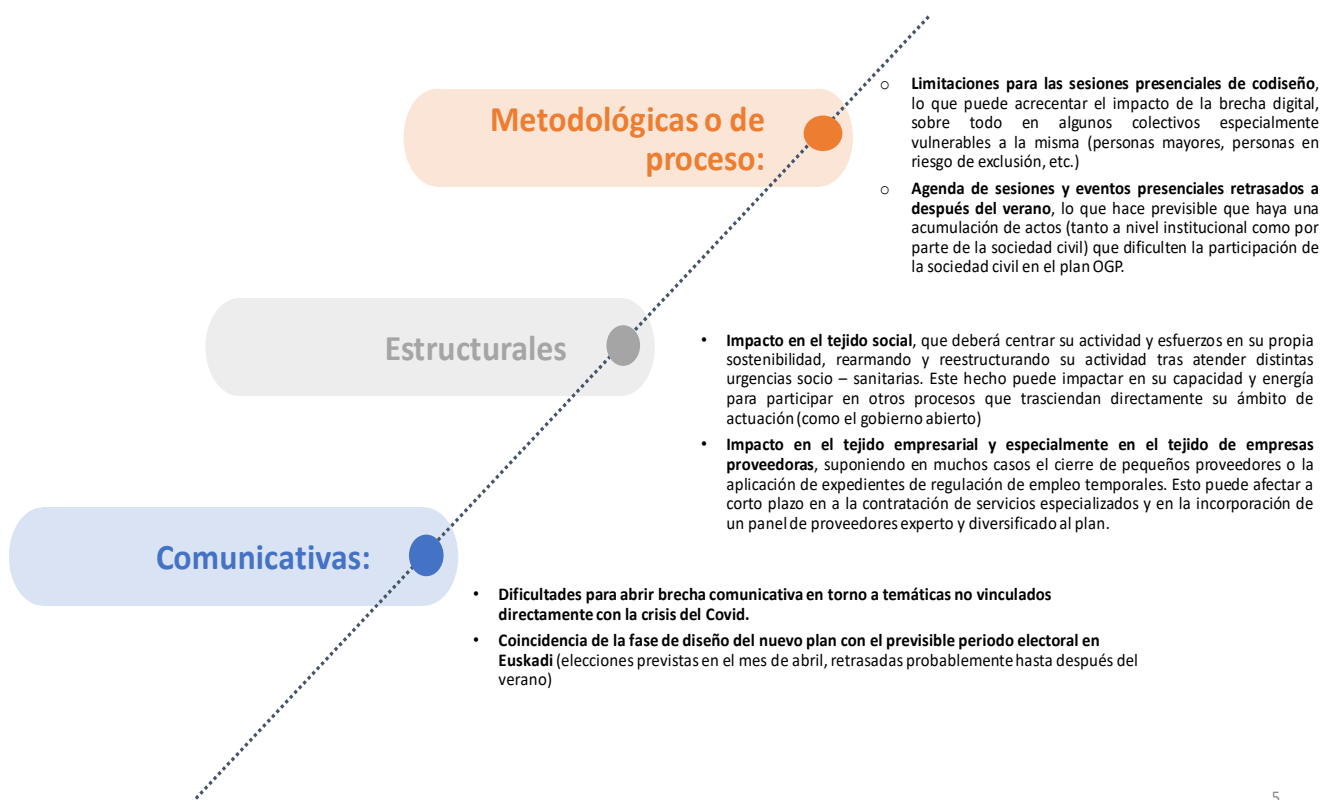 Metodológicas o de
proceso:
o Limitaciones para las sesiones presenciales de codiseño,
lo que puede acrecentar el impacto de la brecha digital,
sobre todo en algunos colectivos especialmente
vulnerables a la misma (personas mayores, personas en
riesgo de exclusión, etc.)
o Agenda de sesiones y eventos presenciales retrasados a
después del verano, lo que hace previsible que haya una
acumulación de actos (tanto a nivel institucional como por
parte de la sociedad civil) que dificulten la participación de
la sociedad civil en el plan OGP.
Estructurales
• Impacto en el tejido social, que deberá centrar su actividad y esfuerzos en su propia
sostenibilidad, rearmando y reestructurando su actividad tras atender distintas
urgencias socio – sanitarias. Este hecho puede impactar en su capacidad y energía
para participar en otros procesos que trasciendan directamente su ámbito de
actuación (como el gobierno abierto)
• Impacto en el tejido empresarial y especialmente en el tejido de empresas
proveedoras, suponiendo en muchos casos el cierre de pequeños proveedores o la
aplicación de expedientes de regulación de empleo temporales. Esto puede afectar a
corto plazo en a la contratación de servicios especializados y en la incorporación de
un panel de proveedores experto y diversificado al plan.
Comunicativas:
• Dificultades para abrir brecha comunicativa en torno a temáticas no vinculados
directamente con la crisis del Covid.
• Coincidencia de la fase de diseño del nuevo plan con el previsible periodo electoral en
Euskadi (elecciones previstas en el mes de abril, retrasadas probablemente hasta después del
verano)
5